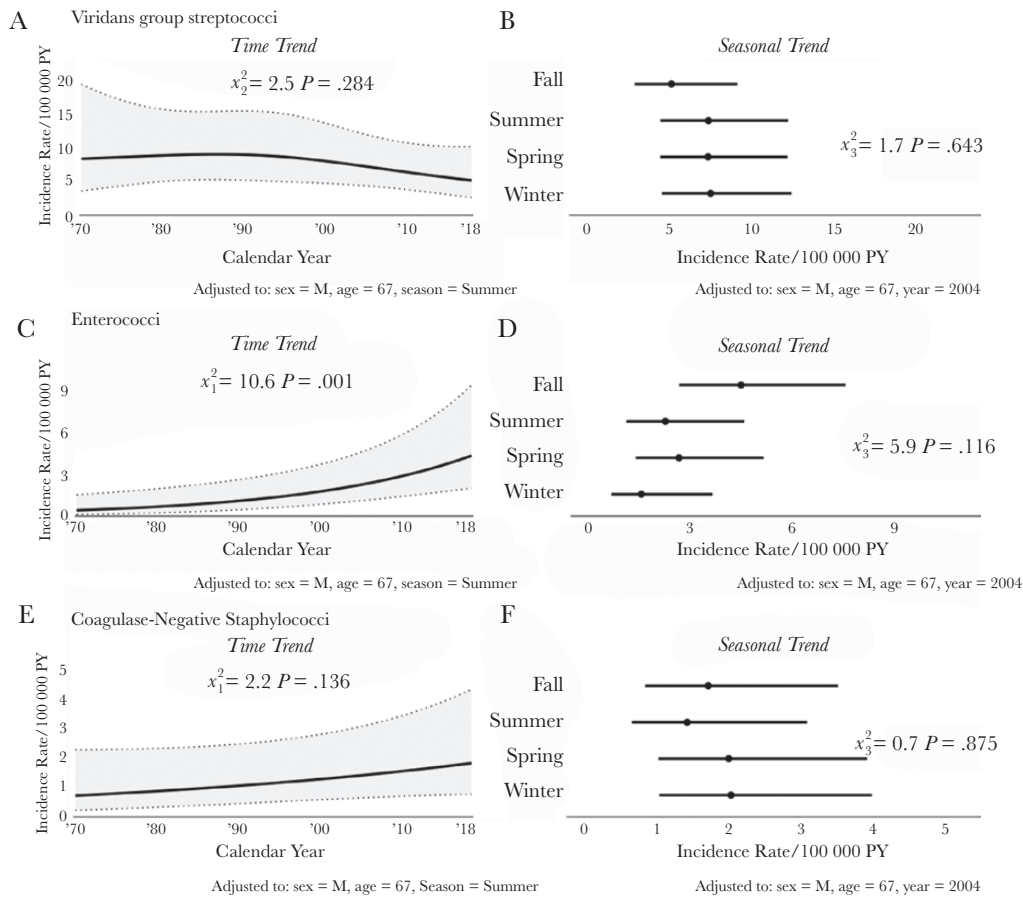 A
Viridans group streptococci
Time Trend
x₂²= 2.5 P = .284
Incidence Rate/100 000 PY
20
15
10
5
0
'70 '80 '90 '00 '10 '18
Calendar Year
Adjusted to: sex = M, age = 67, season = Summer
B
Seasonal Trend
Fall
Summer
Spring
Winter
x₃²= 1.7 P = .643
0 5 10 15 20
Incidence Rate/100 000 PY
Adjusted to: sex = M, age = 67, year = 2004
C
Enterococci
Time Trend
x₁²= 10.6 P = .001
Incidence Rate/100 000 PY
9
6
3
0
'70 '80 '90 '00 '10 '18
Calendar Year
Adjusted to: sex = M, age = 67, season = Summer
D
Seasonal Trend
Fall
Summer
Spring
Winter
x₃²= 5.9 P = .116
0 3 6 9
Incidence Rate/100 000 PY
Adjusted to: sex = M, age = 67, year = 2004
E
Coagulase-Negative Staphylococci
Time Trend
x₁²= 2.2 P = .136
Incidence Rate/100 000 PY
5
4
3
2
1
0
'70 '80 '90 '00 '10 '18
Calendar Year
Adjusted to: sex = M, age = 67, Season = Summer
F
Seasonal Trend
Fall
Summer
Spring
Winter
x₃²= 0.7 P = .875
0 1 2 3 4 5
Incidence Rate/100 000 PY
Adjusted to: sex = M, age = 67, year = 2004